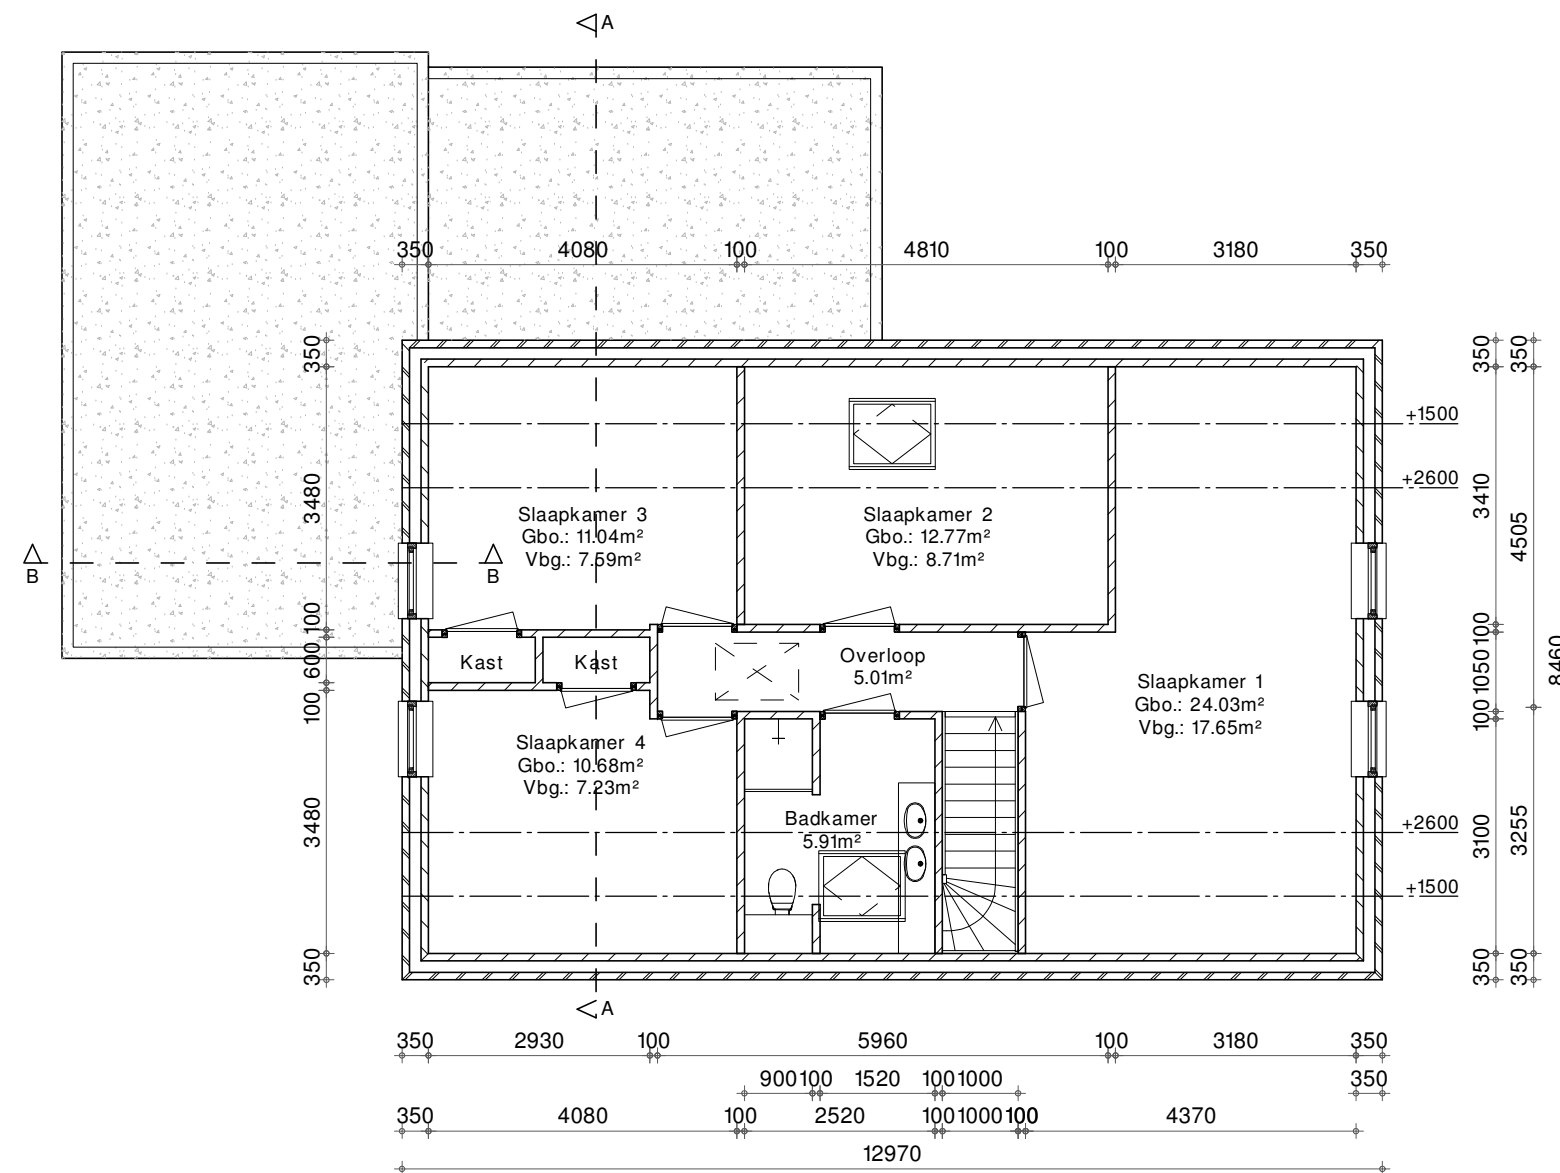 A
350 4080 100 4810 100 3180 350
350
3480
100
600
100
3480
350
350
3410
100
1050
100
3100
350
350
4505
3255
350
8460
+1500
+2600
+2600
+1500
Slaapkamer 3
Gbo.: 11.04m²
Vbg.: 7.59m²
Slaapkamer 2
Gbo.: 12.77m²
Vbg.: 8.71m²
B
B
Kast
Kast
Overloop
5.01m²
Slaapkamer 1
Gbo.: 24.03m²
Vbg.: 17.65m²
Slaapkamer 4
Gbo.: 10.68m²
Vbg.: 7.23m²
Badkamer
5.91m²
A
350 2930 100 5960 100 3180 350
900 100 1520 100 1000 350
350 4080 100 2520 100 1000 100 4370
12970